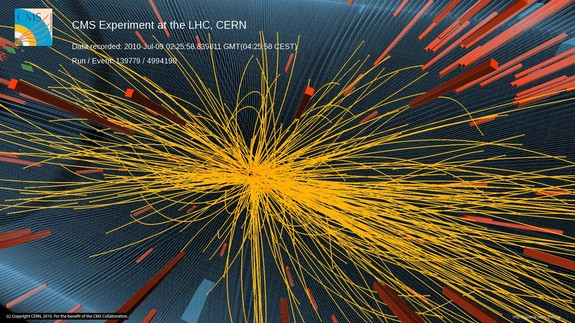 CMS
CMS Experiment at the LHC, CERN
Data recorded: 2010-Jul-09 02:25:58.839811 GMT(04:25:58 CEST)
Run / Event: 139779 / 4994190
(c) Copyright CERN, 2010. For the benefit of the CMS Collaboration.